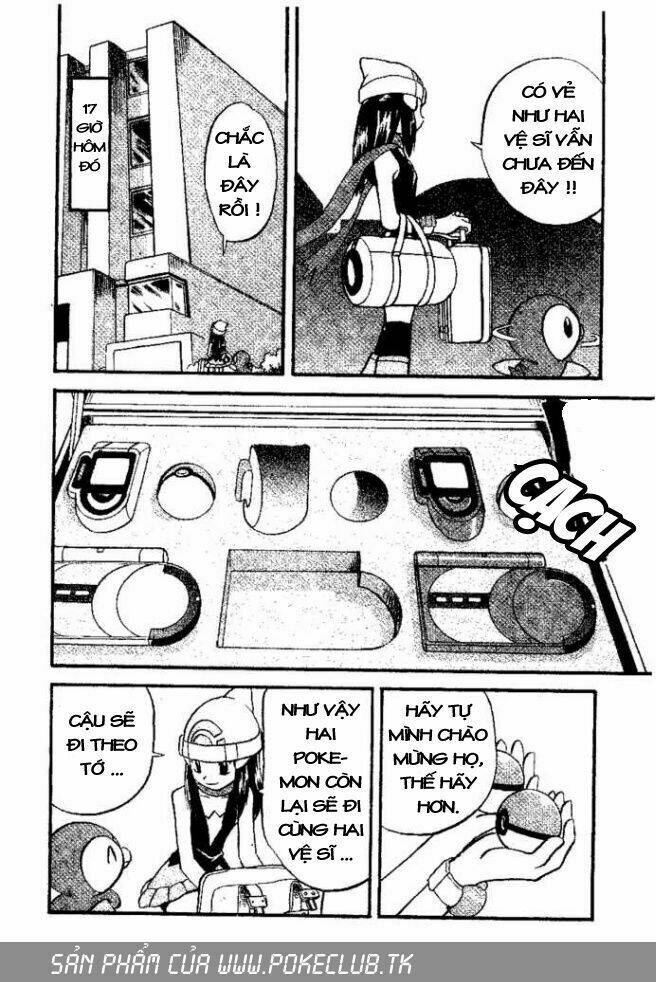 17
GIỜ
HÔM
ĐÓ
CHẮC
LÀ
ĐÂY
RỒI !
CÓ VẺ
NHƯ HAI
VỆ SĨ VẪN
CHƯA ĐẾN
ĐÂY !!
CẠCH
CẬU SẼ
ĐI THEO
TỚ ...
NHƯ VẬY
HAI
POKE-
MON CÒN
LẠI SẼ ĐI
CÙNG HAI
VỆ SĨ ...
HÃY TỰ
MÌNH CHÀO
MỪNG HỌ,
THẾ HÃY
HƠN.
SẢN PHẨM CỦA WWW.POKECLUB.TK